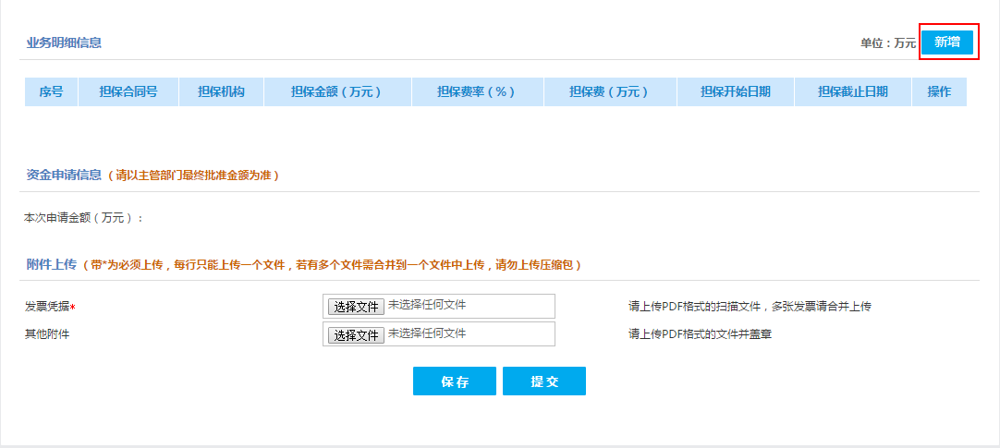 业务明细信息 单位：万元 新增
序号 担保合同号 担保机构 担保金额（万元） 担保费率（%） 担保费（万元） 担保开始日期 担保截止日期 操作
资金申请信息（请以主管部门最终批准金额为准）
本次申请金额（万元）：
附件上传（带*为必须上传，每行只能上传一个文件，若有多个文件需合并到一个文件中上传，请勿上传压缩包）
发票凭据* 选择文件 未选择任何文件 请上传PDF格式的扫描文件，多张发票请合并上传
其他附件 选择文件 未选择任何文件 请上传PDF格式的文件并盖章
保存 提交